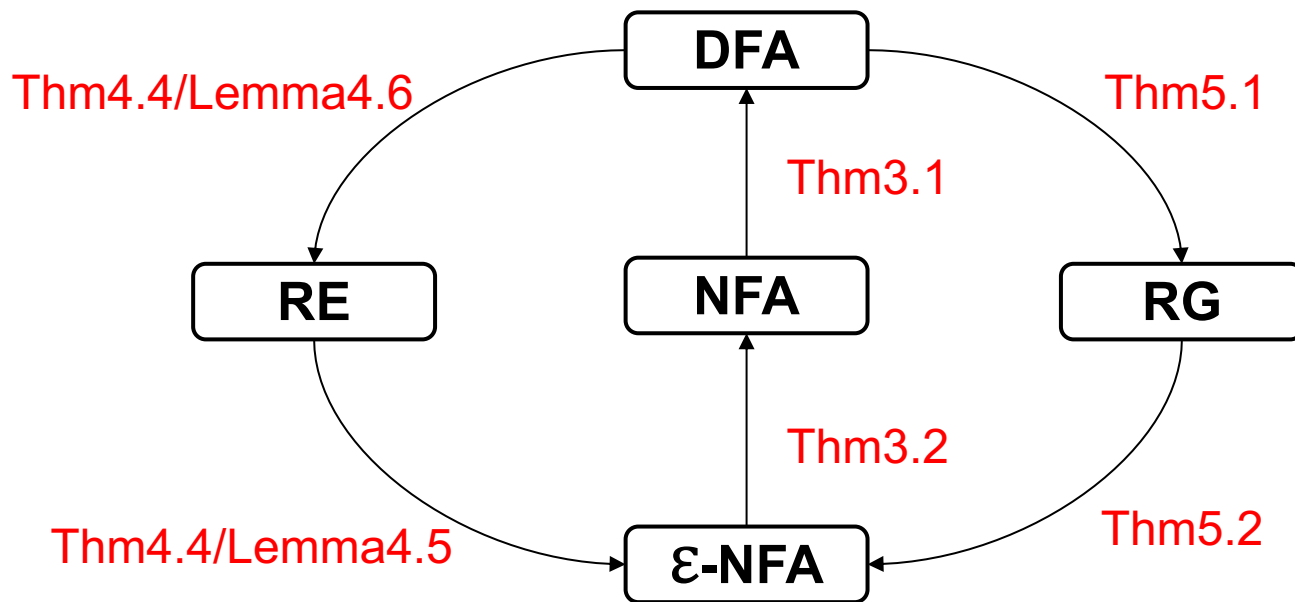 DFA
Thm4.4/Lemma4.6
Thm5.1
Thm3.1
RE
NFA
RG
Thm3.2
Thm4.4/Lemma4.5
Thm5.2
ε-NFA